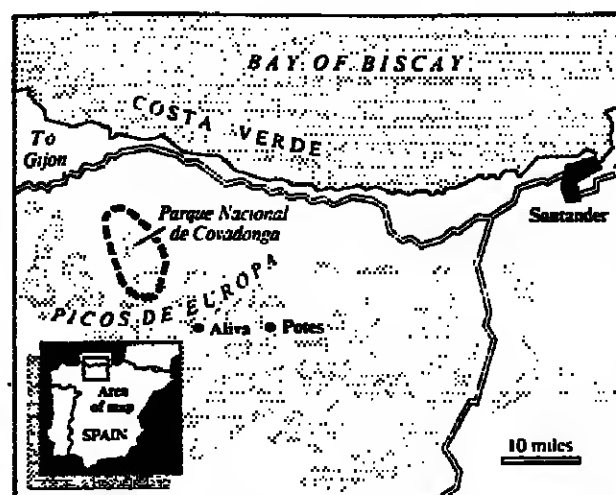 BAY OF BISCAY
COSTA VERDE
To
Gijon
Santander
Parque Nacional
de Covadonga
PICOS DE EUROPA
Aliva
Potes
Area
of map
SPAIN
10 miles